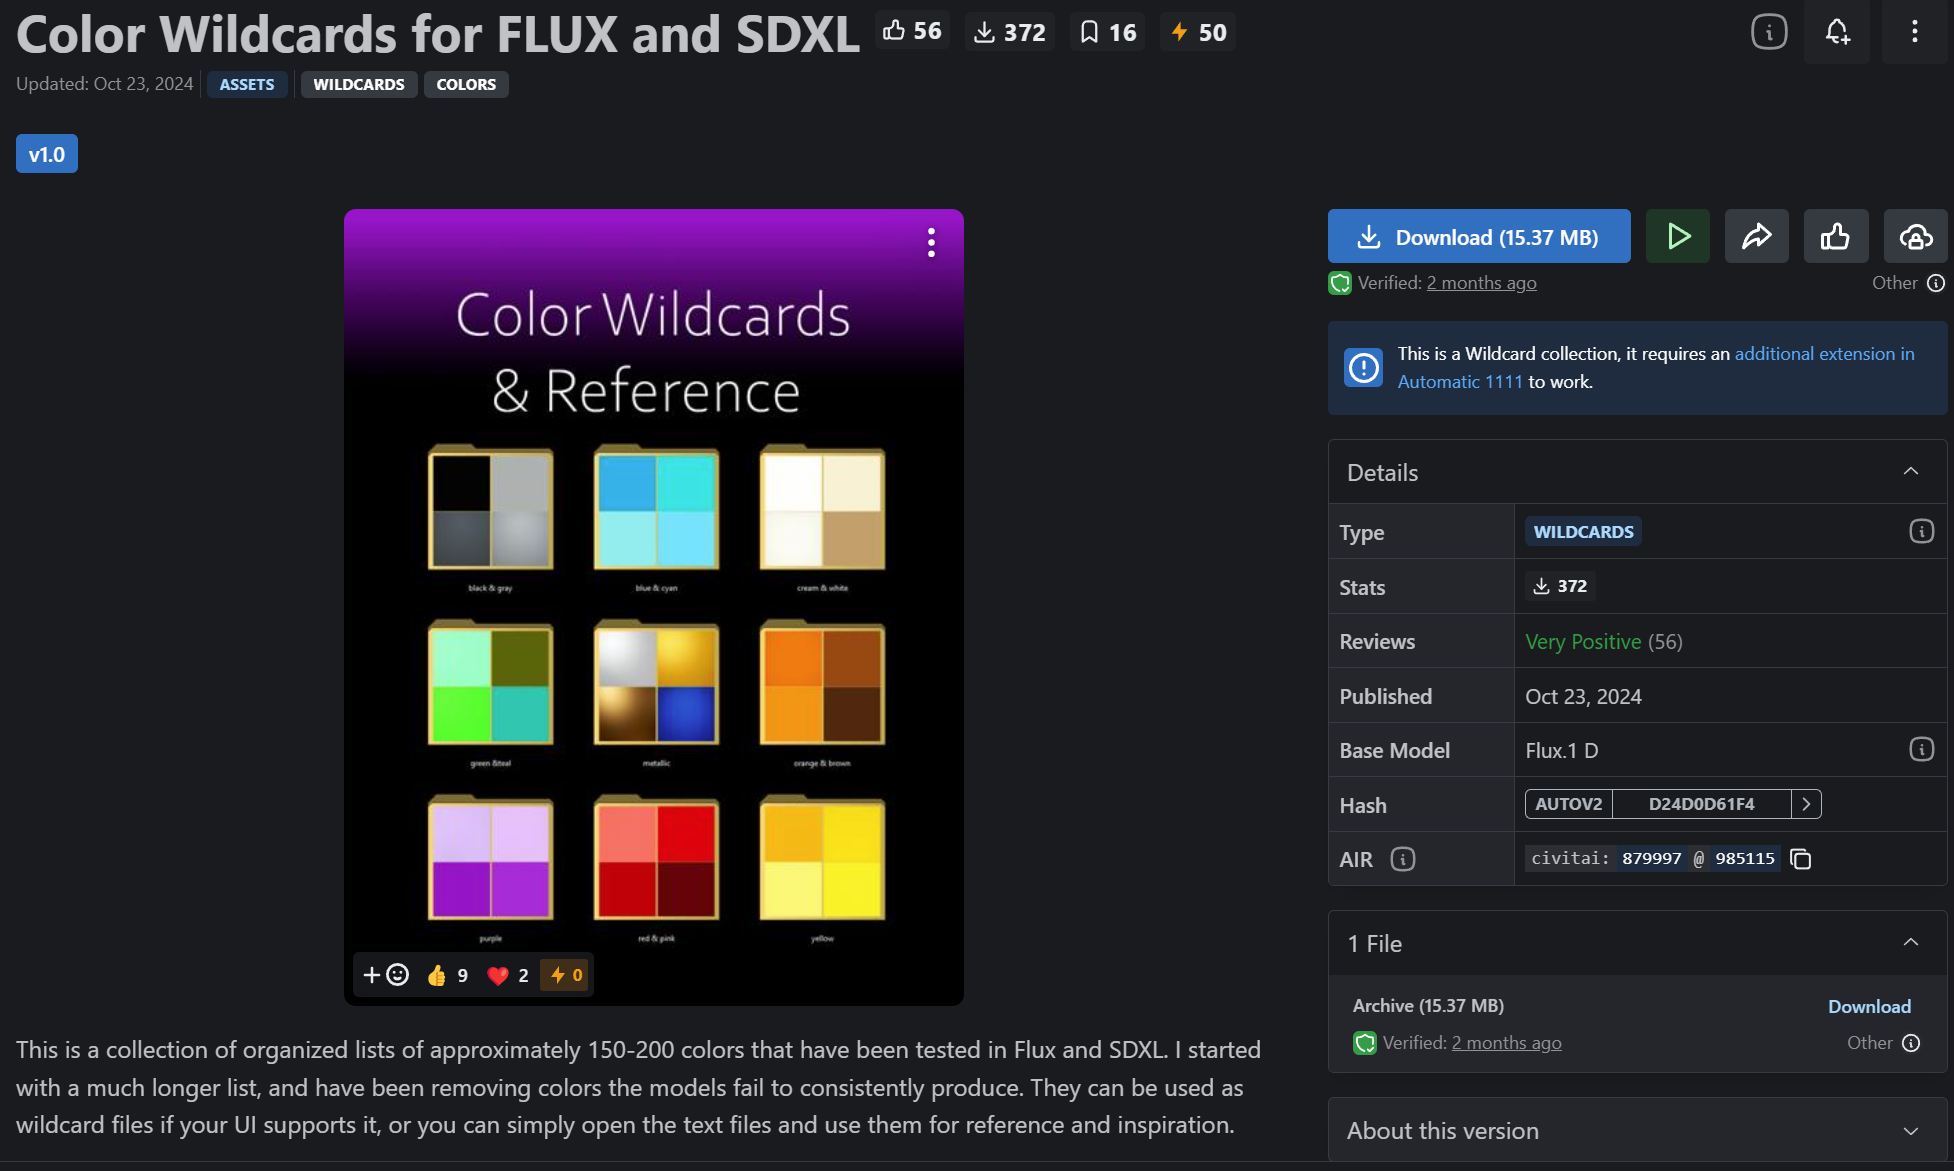 Color Wildcards for FLUX and SDXL 56 372 16 50
Updated: Oct 23, 2024 ASSETS WILDCARDS COLORS
v1.0
Color Wildcards
& Reference
black & gray blue & cyan cream & white
green &teal metallic orange & brown
purple red & pink yellow
9 2 0
This is a collection of organized lists of approximately 150-200 colors that have been tested in Flux and SDXL. I started
with a much longer list, and have been removing colors the models fail to consistently produce. They can be used as
wildcard files if your UI supports it, or you can simply open the text files and use them for reference and inspiration.
Download (15.37 MB)
Verified: 2 months ago Other
This is a Wildcard collection, it requires an additional extension in
Automatic 1111 to work.
Details
Type WILDCARDS
Stats 372
Reviews Very Positive (56)
Published Oct 23, 2024
Base Model Flux.1 D
Hash AUTOV2 D24D0D61F4
AIR civitai: 879997 @ 985115
1 File
Archive (15.37 MB) Download
Verified: 2 months ago Other
About this version